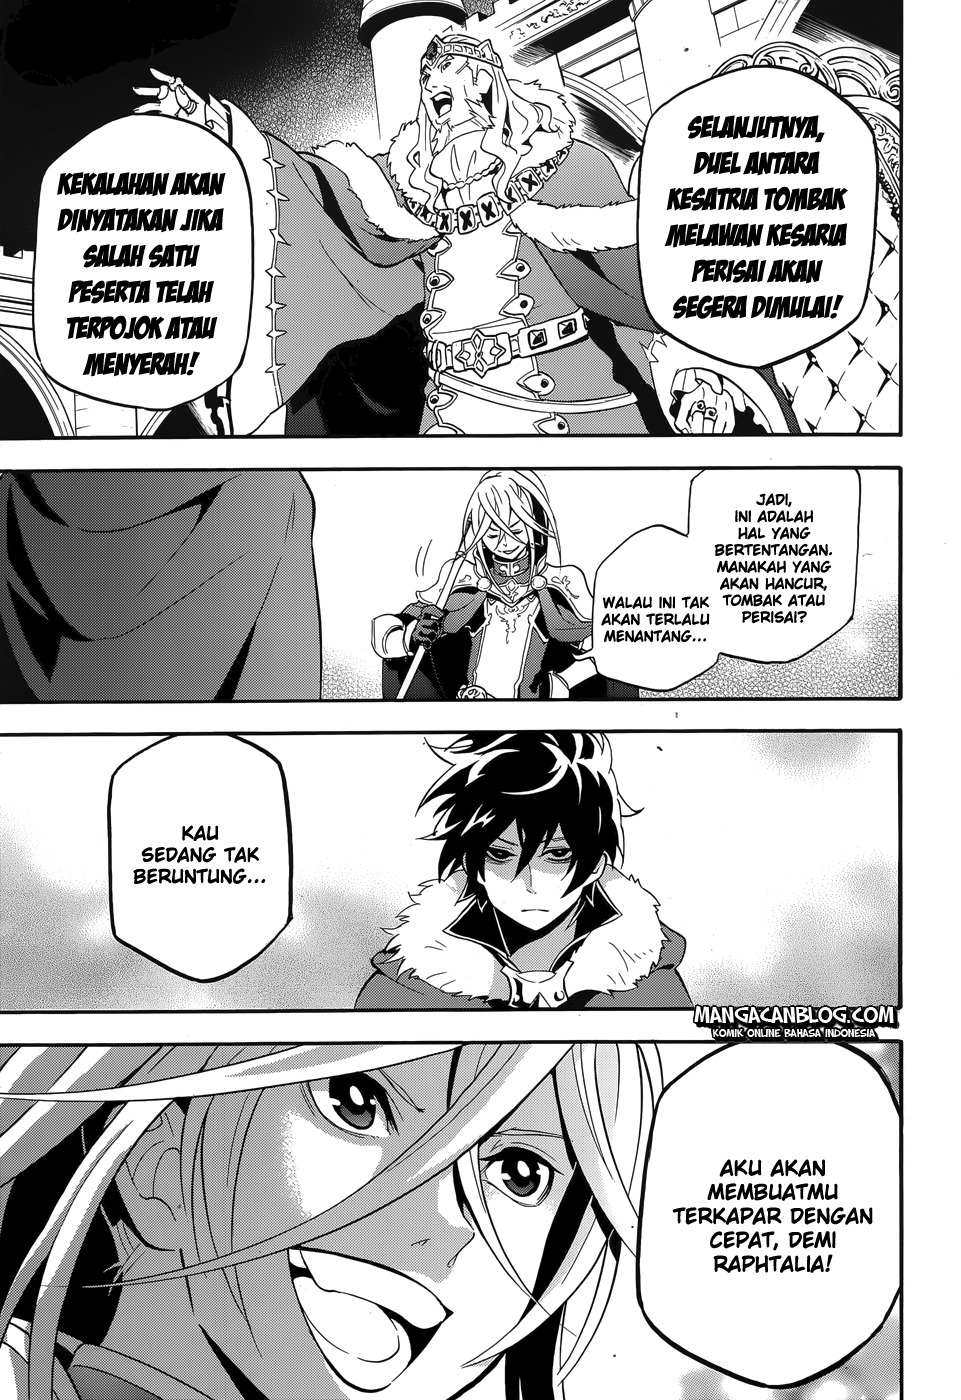 SELANJUTNYA,
DUEL ANTARA
KESATRIA TOMBAK
MELAWAN KESARIA
PERISAI AKAN
SEGERA DIMULAI!
KEKALAHAN AKAN
DINYATAKAN JIKA
SALAH SATU
PESERTA TELAH
TERPOJOK ATAU
MENYERAH!
JADI,
INI ADALAH
HAL YANG
BERTENTANGAN.
MANAKAH YANG
AKAN HANCUR,
TOMBAK ATAU
PERISAI?
WALAU INI TAK
AKAN TERLALU
MENANTANG...
KAU
SEDANG TAK
BERUNTUNG...
MANGACANBLOG.COM
KOMIK ONLINE BAHASA INDONESIA
AKU AKAN
MEMBUATMU
TERKAPAR DENGAN
CEPAT, DEMI
RAPHTALIA!